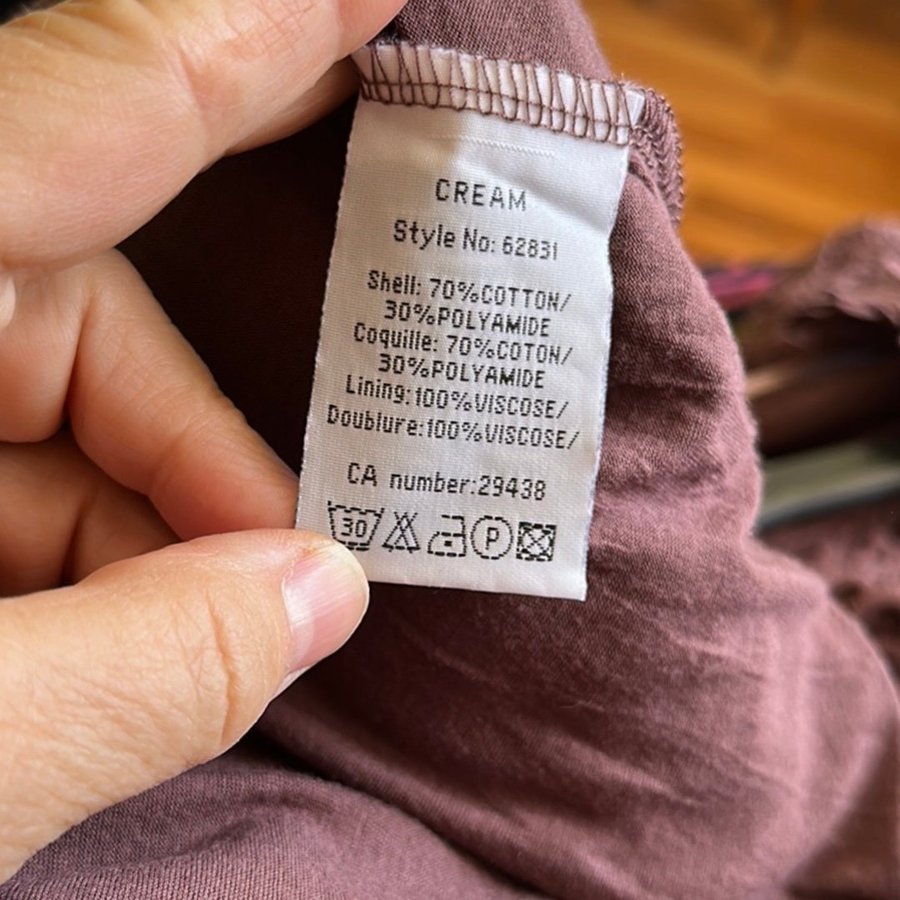 CREAM
Style No: 62831
Shell: 70%COTTON/
30%POLYAMIDE
Coquille: 70%COTON/
30%POLYAMIDE
Lining:100%VISCOSE/
Doublure:100%VISCOSE/
CA number:29438
30 P